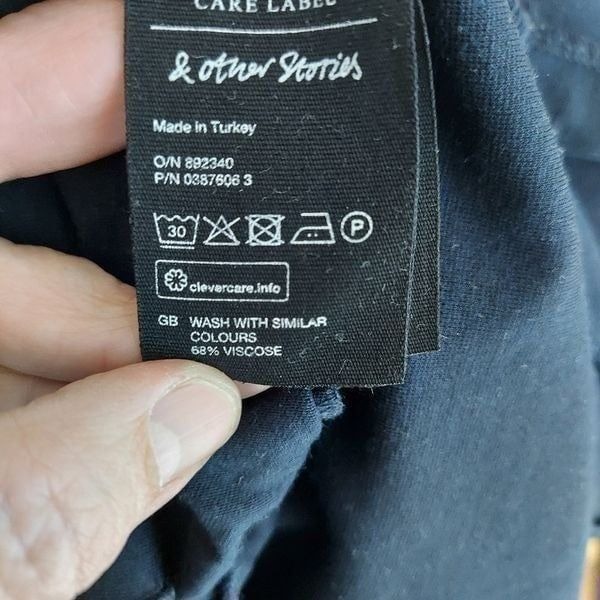 CARE LABEL
& other Stories
Made in Turkey
O/N 892340
P/N 0387606 3
30 P
clevercare.info
GB WASH WITH SIMILAR
COLOURS
68% VISCOSE